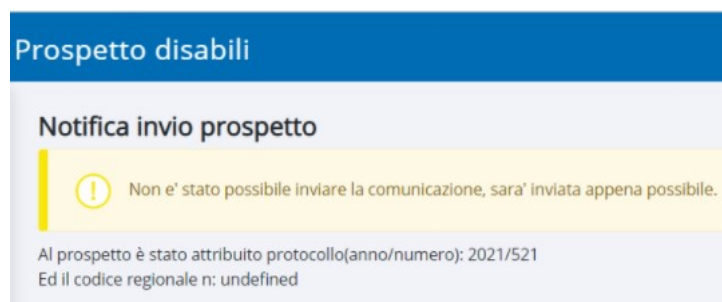 Prospetto disabili
Notifica invio prospetto
Non e' stato possibile inviare la comunicazione, sara' inviata appena possibile.
Al prospetto è stato attribuito protocollo(anno/numero): 2021/521
Ed il codice regionale n: undefined